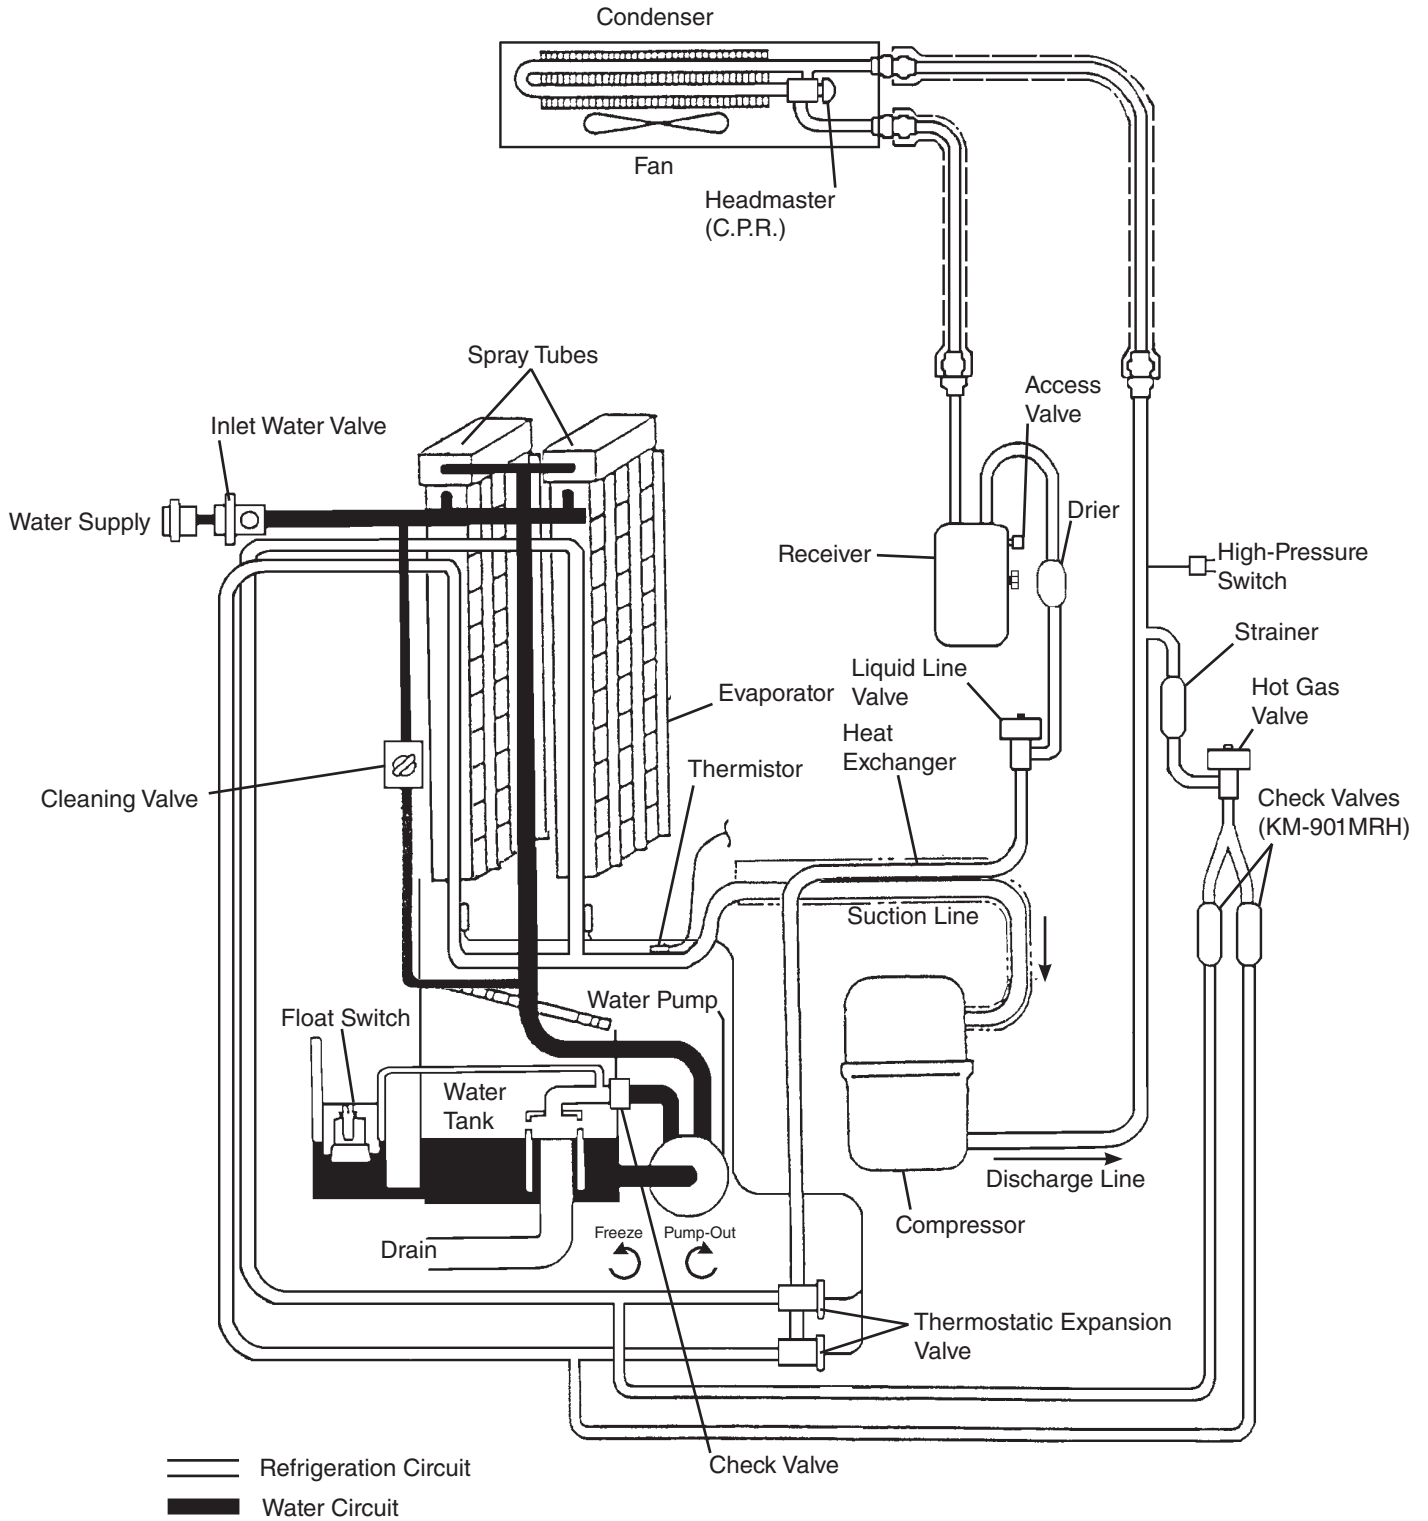 Condenser
Fan
Headmaster
(C.P.R.)
Spray Tubes
Access
Valve
Inlet Water Valve
Drier
Water Supply
Receiver
High-Pressure
Switch
Strainer
Liquid Line
Valve
Hot Gas
Valve
Evaporator
Heat
Exchanger
Thermistor
Cleaning Valve
Check Valves
(KM-901MRH)
Suction Line
Water Pump
Float Switch
Water
Tank
Discharge Line
Compressor
Freeze
Pump-Out
Drain
Thermostatic Expansion
Valve
Check Valve
Refrigeration Circuit
Water Circuit